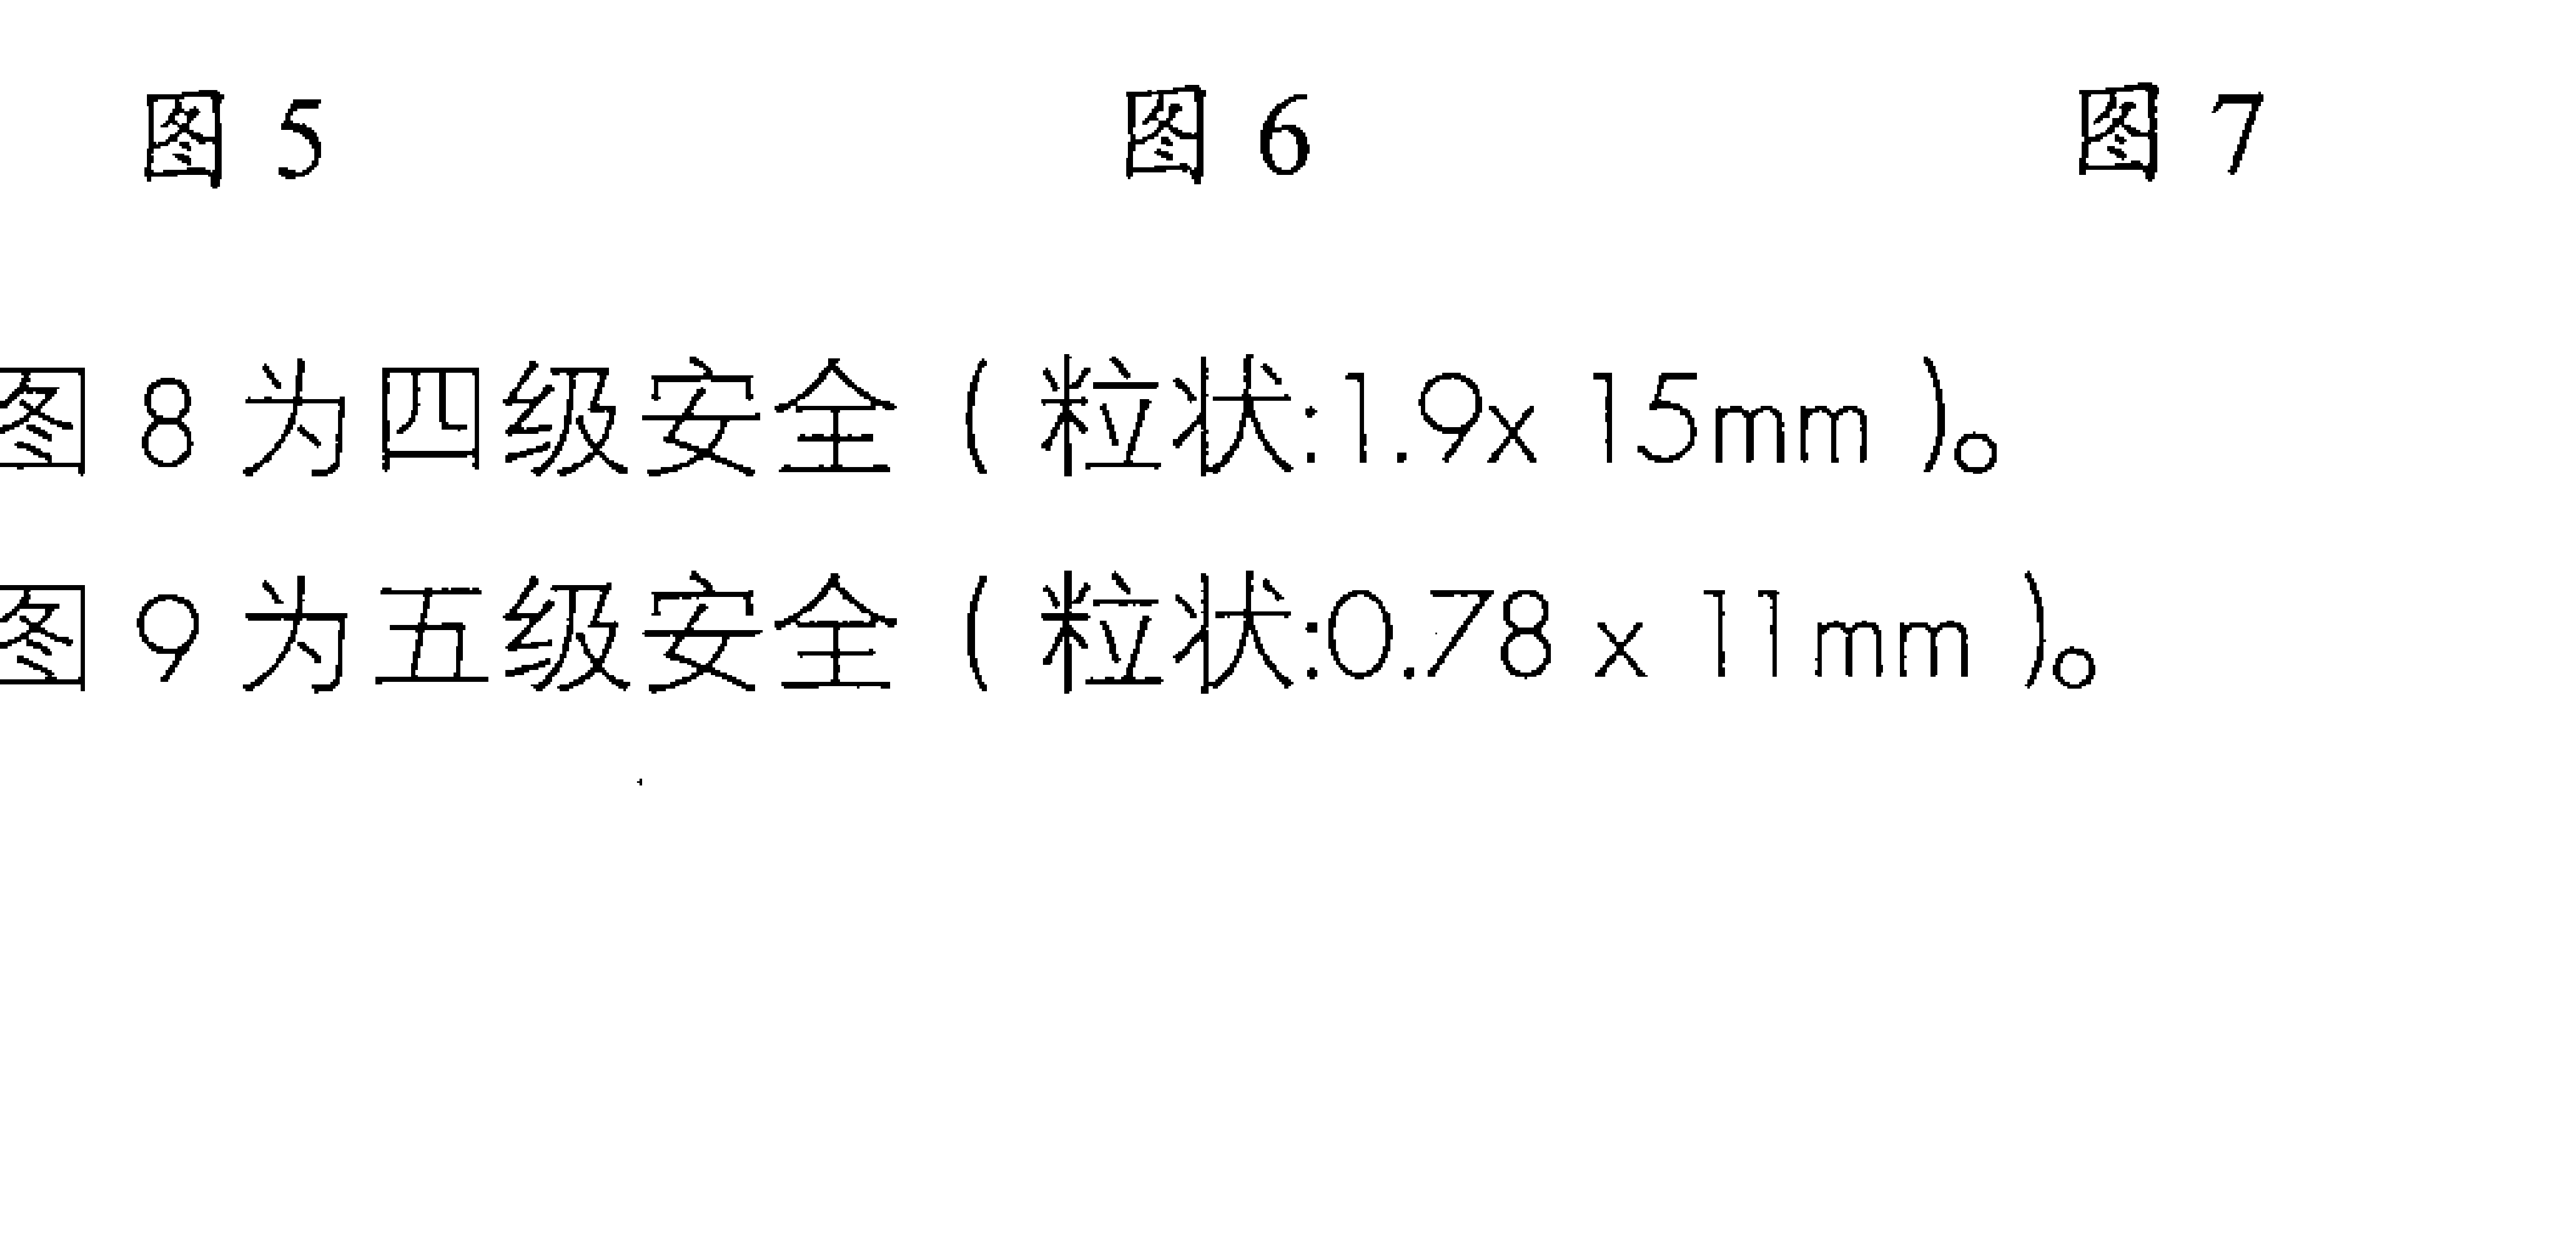 图 5 图 6 图 7
图 8 为四级安全 ( 粒状:1.9x 15mm )。
图 9 为五级安全 ( 粒状:0.78 x 11mm )。